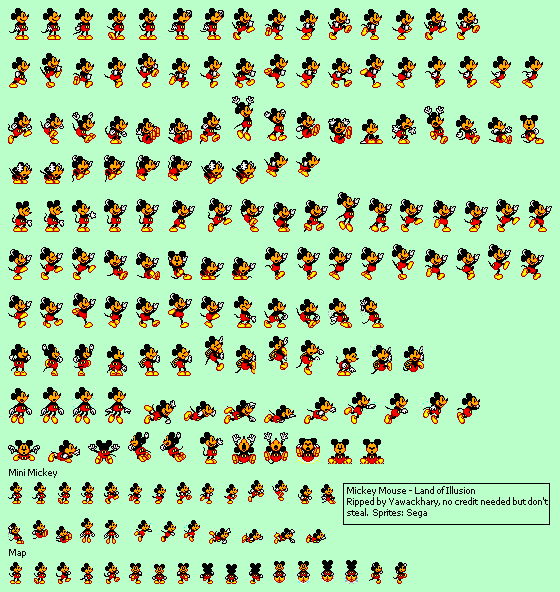 Mini Mickey
Mickey Mouse - Land of Illusion
Ripped by Yawackhary, no credit needed but don't
steal. Sprites: Sega
Map